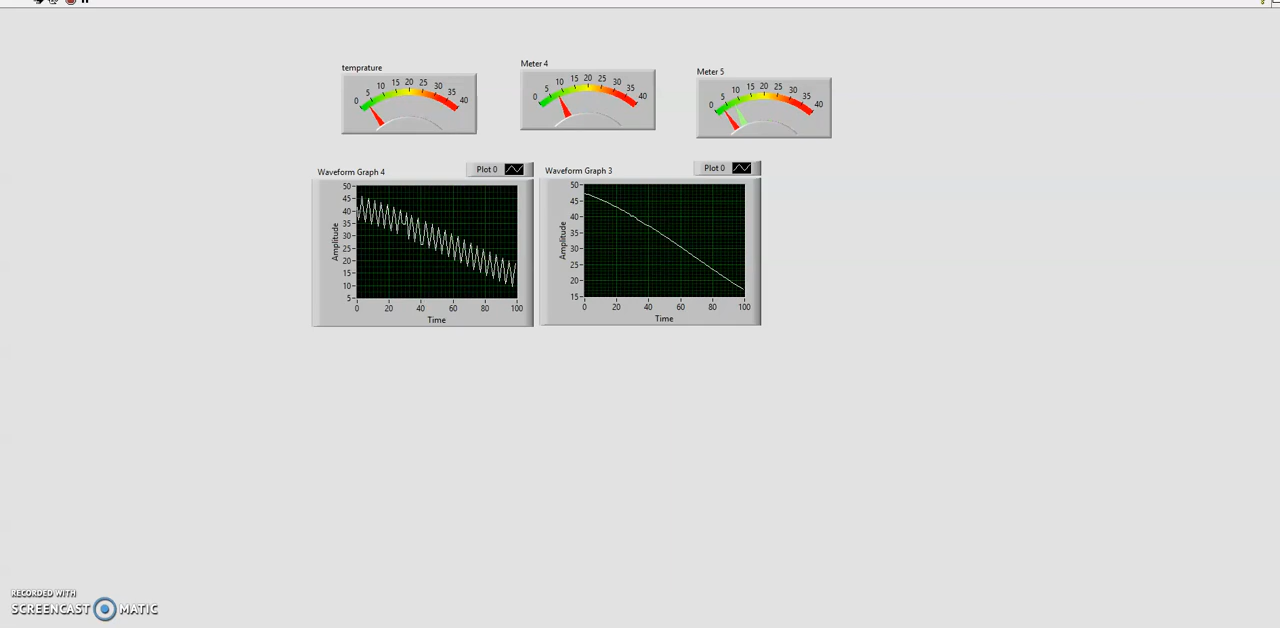 temprature
0 5 10 15 20 25 30 35 40
Meter 4
0 5 10 15 20 25 30 35 40
Meter 5
0 5 10 15 20 25 30 35 40
Waveform Graph 4
Plot 0
50
45
40
35
30
25
20
15
10
5
Amplitude
0 20 40 60 80 100
Time
Waveform Graph 3
Plot 0
50
45
40
35
30
25
20
15
Amplitude
0 20 40 60 80 100
Time
RECORDED WITH
SCREENCAST MATIC